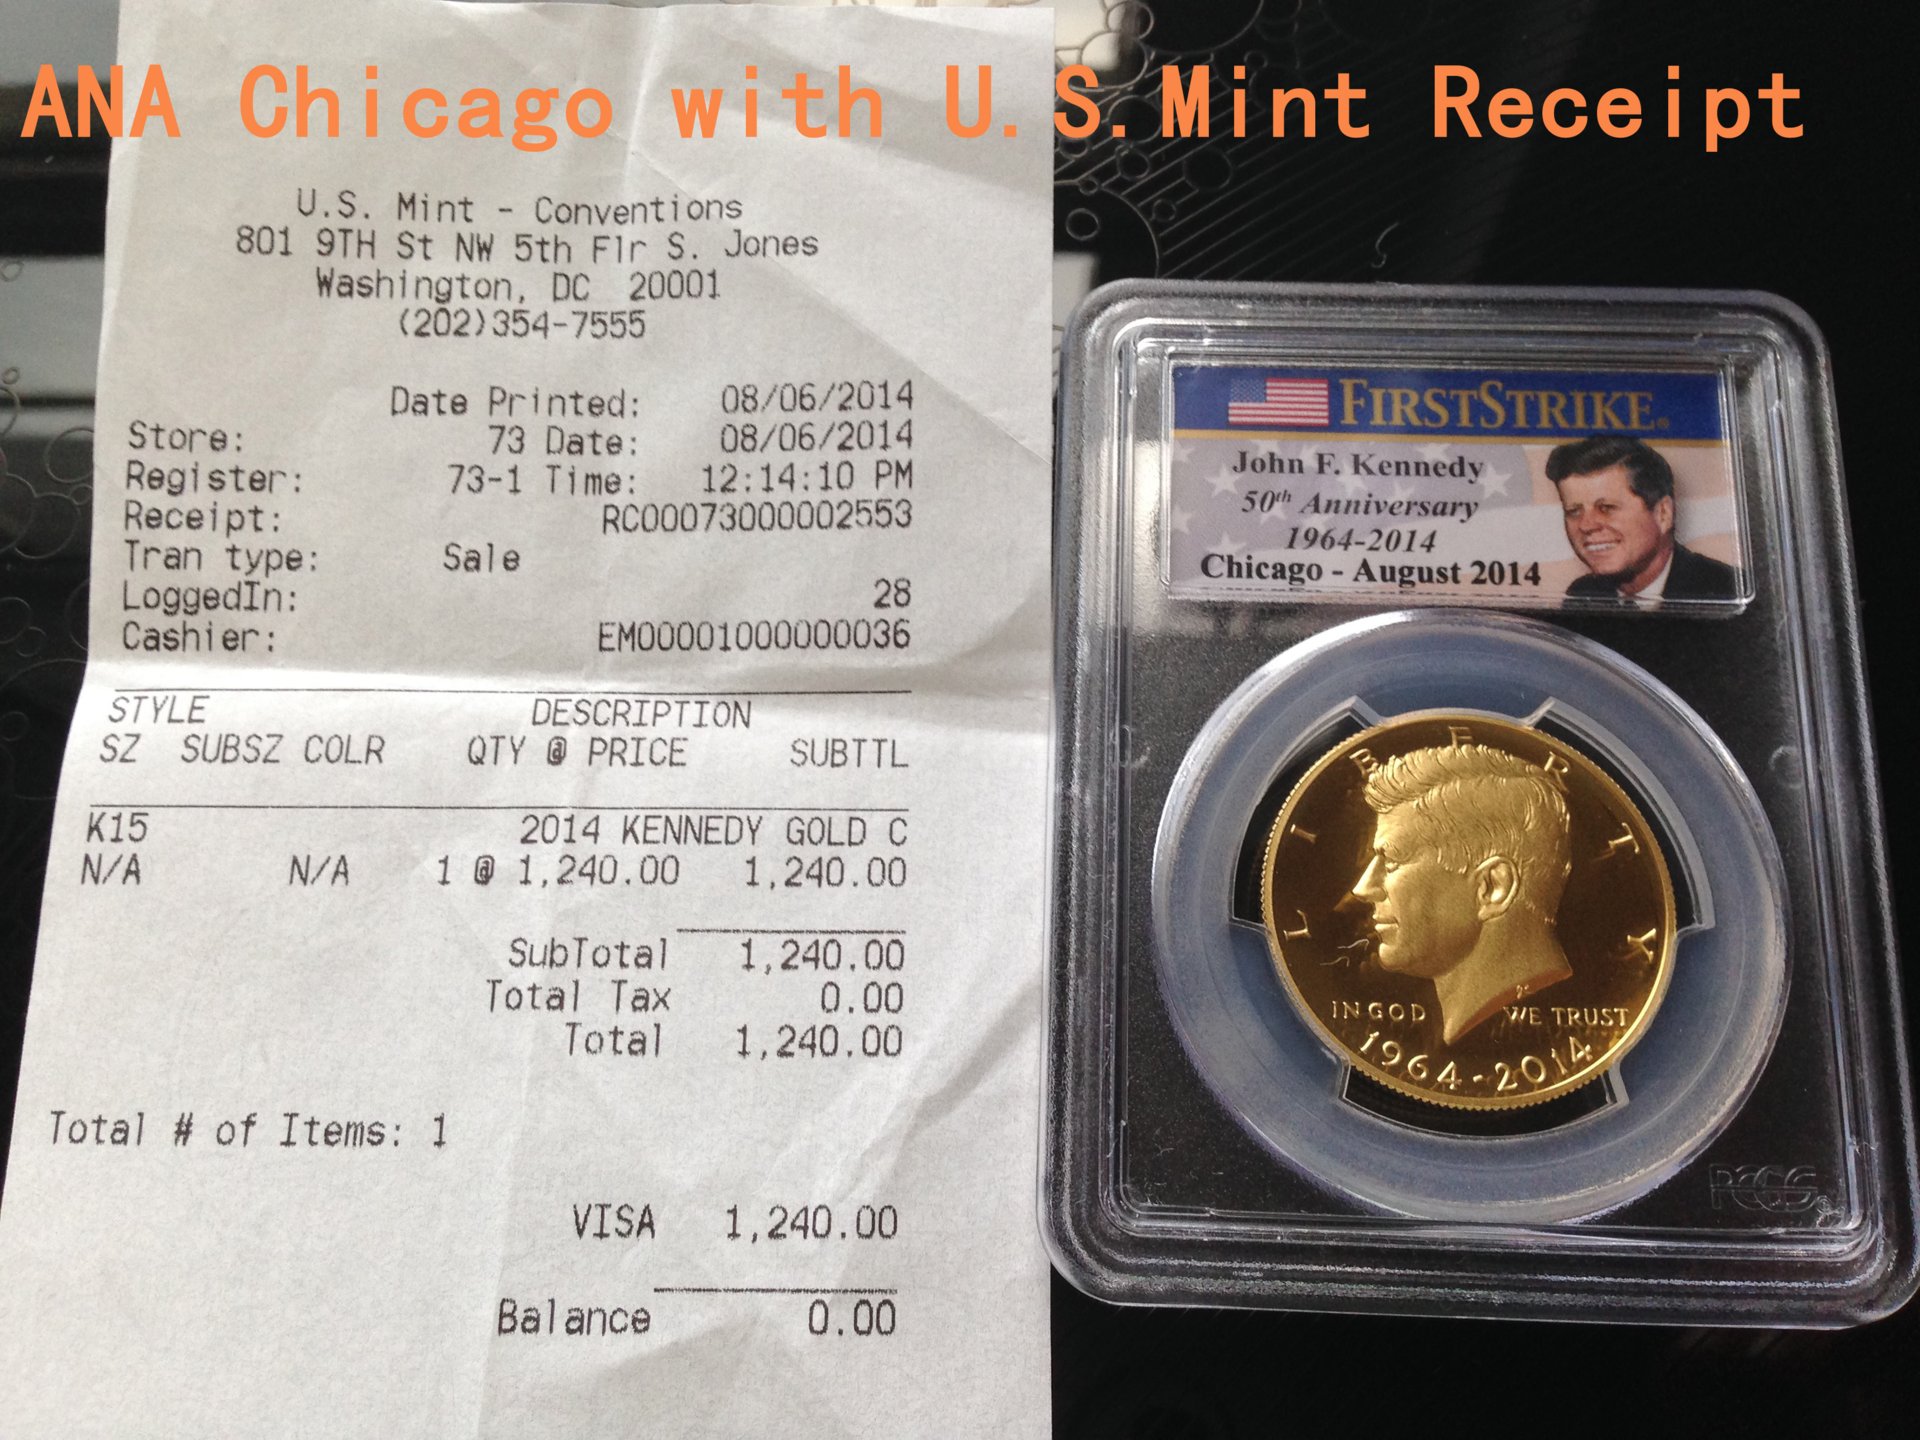 ANA Chicago with U.S.Mint Receipt
U.S. Mint - Conventions
801 9TH St NW 5th Flr S. Jones
Washington, DC 20001
(202)354-7555
Date Printed: 08/06/2014
Store: 73 Date: 08/06/2014
Register: 73-1 Time: 12:14:10 PM
Receipt: RC00073000002553
Tran type: Sale
LoggedIn: 28
Cashier: EM00001000000036
STYLE DESCRIPTION
SZ SUBSZ COLR QTY @ PRICE SUBTTL
K15 2014 KENNEDY GOLD C
N/A N/A 1 @ 1,240.00 1,240.00
SubTotal 1,240.00
Total Tax 0.00
Total 1,240.00
Total # of Items: 1
VISA 1,240.00
Balance 0.00
FIRSTSTRIKE®
John F. Kennedy
50th Anniversary
1964-2014
Chicago - August 2014
LIBERTY
IN GOD WE TRUST
1964-2014
PCGS